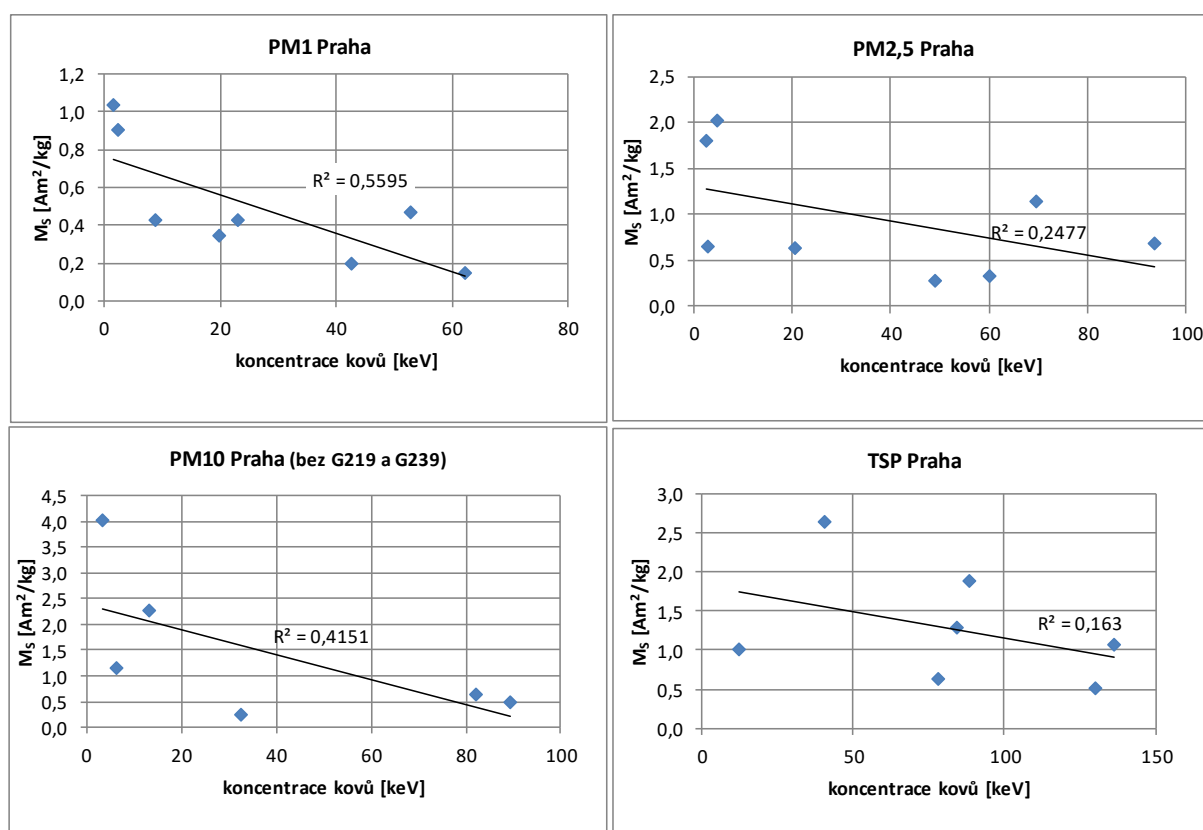 PM1 Praha
1,2
1,0
0,8
0,6
0,4
0,2
0,0
M_S [Am²/kg]
R² = 0,5595
0 20 40 60 80
koncentrace kovů [keV]
PM2,5 Praha
2,5
2,0
1,5
1,0
0,5
0,0
M_S [Am²/kg]
R² = 0,2477
0 20 40 60 80 100
koncentrace kovů [keV]
PM10 Praha (bez G219 a G239)
4,5
4,0
3,5
3,0
2,5
2,0
1,5
1,0
0,5
0,0
M_S [Am²/kg]
R² = 0,4151
0 20 40 60 80 100
koncentrace kovů [keV]
TSP Praha
3,0
2,5
2,0
1,5
1,0
0,5
0,0
M_S [Am²/kg]
R² = 0,163
0 50 100 150
koncentrace kovů [keV]